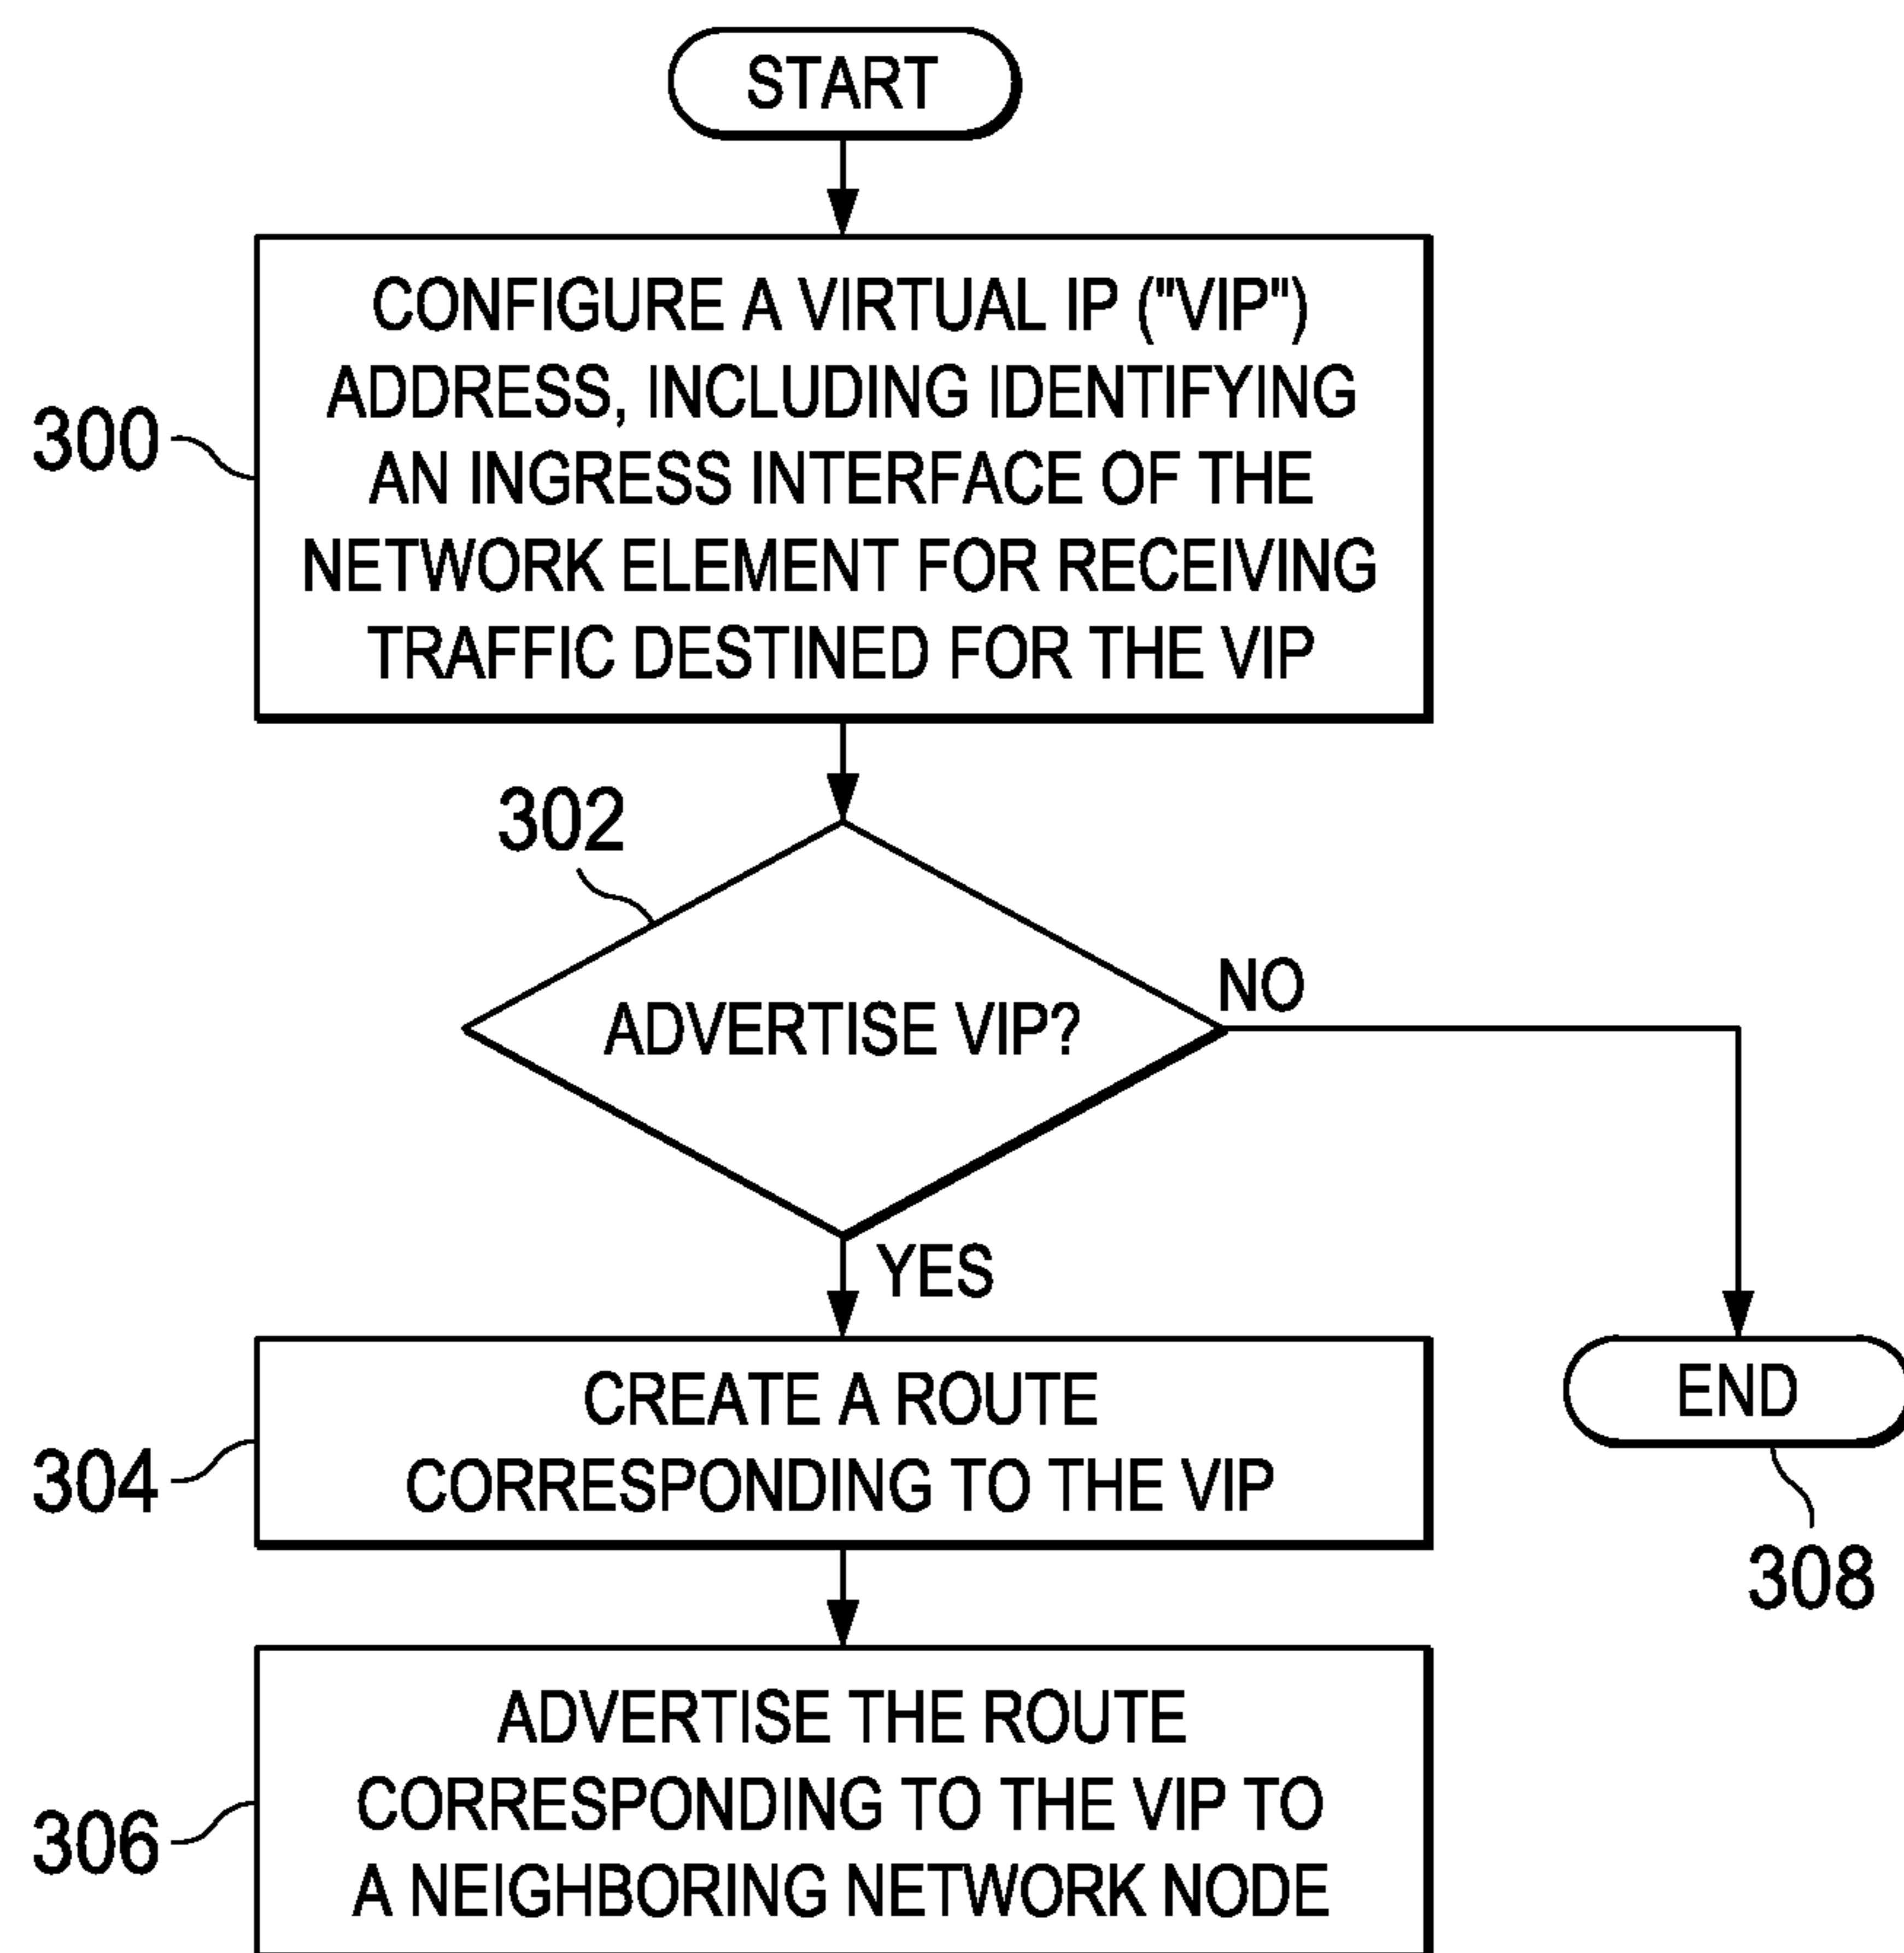 START
CONFIGURE A VIRTUAL IP ("VIP")
ADDRESS, INCLUDING IDENTIFYING
AN INGRESS INTERFACE OF THE
NETWORK ELEMENT FOR RECEIVING
TRAFFIC DESTINED FOR THE VIP
300
302
ADVERTISE VIP?
NO
YES
CREATE A ROUTE
CORRESPONDING TO THE VIP
304
END
308
ADVERTISE THE ROUTE
CORRESPONDING TO THE VIP TO
A NEIGHBORING NETWORK NODE
306